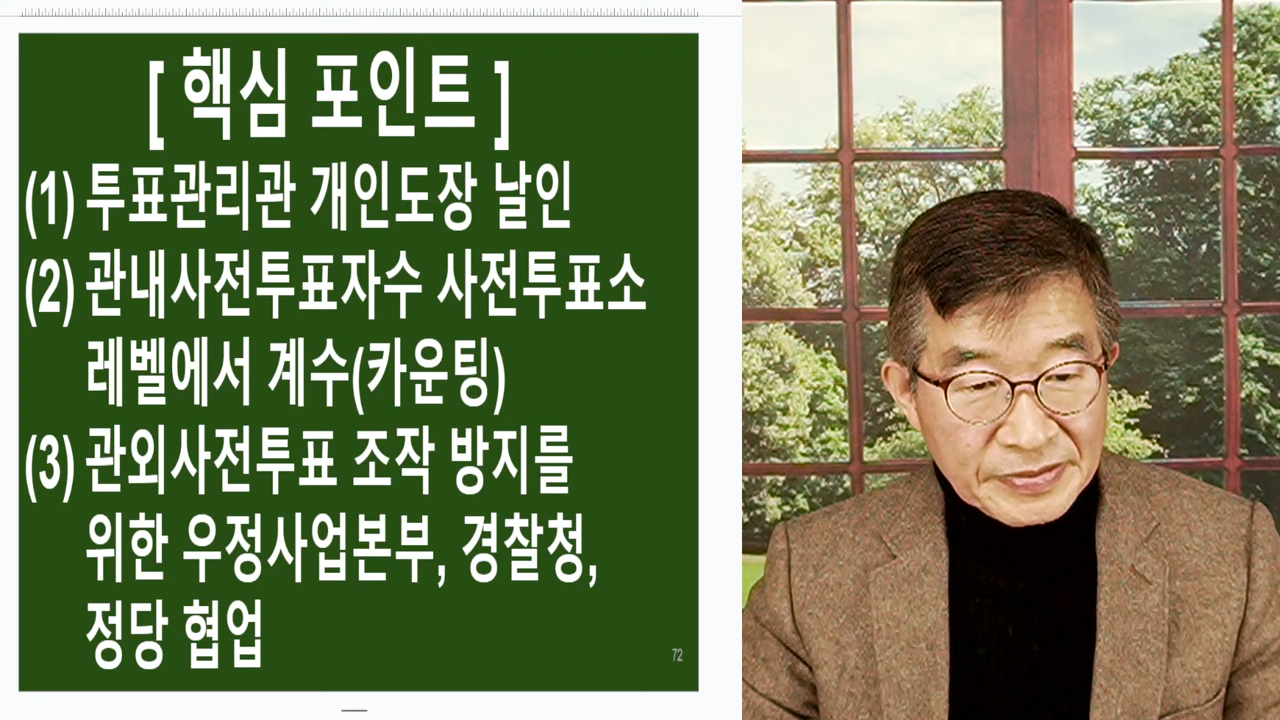 [ 핵심 포인트 ]
(1) 투표관리관 개인도장 날인
(2) 관내사전투표자수 사전투표소
레벨에서 계수(카운팅)
(3) 관외사전투표 조작 방지를
위한 우정사업본부, 경찰청,
정당 협업
72